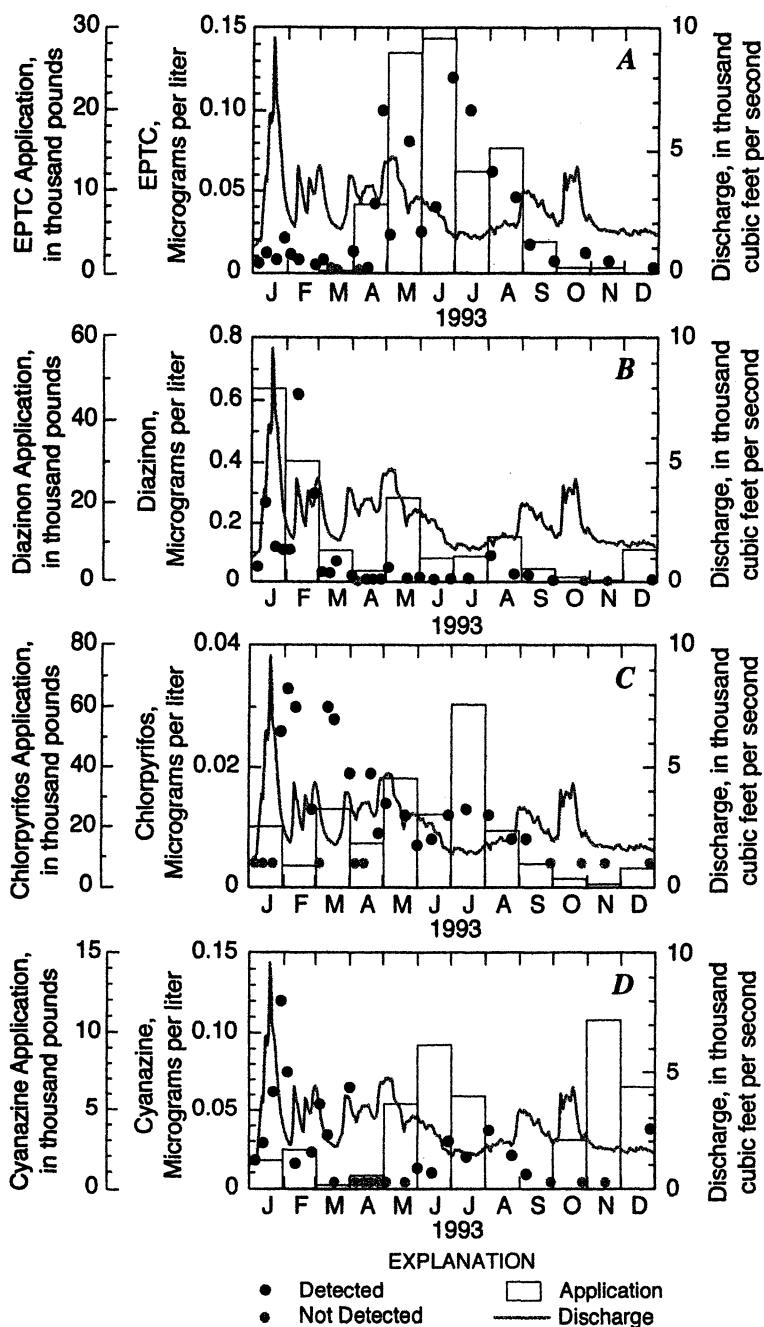 EPTC Application,
in thousand pounds
30
20
10
0
EPTC,
Micrograms per liter
0.15
0.10
0.05
0
A
10
5
0
Discharge, in thousand
cubic feet per second
J F M A M J J A S O N D
1993
Diazinon Application,
in thousand pounds
60
40
20
0
Diazinon,
Micrograms per liter
0.8
0.6
0.4
0.2
0
B
10
5
0
Discharge, in thousand
cubic feet per second
J F M A M J J A S O N D
1993
Chlorpyrifos Application,
in thousand pounds
80
60
40
20
0
Chlorpyrifos,
Micrograms per liter
0.04
0.02
0
C
10
5
0
Discharge, in thousand
cubic feet per second
J F M A M J J A S O N D
1993
Cyanazine Application,
in thousand pounds
15
10
5
0
Cyanazine,
Micrograms per liter
0.15
0.10
0.05
0
D
10
5
0
Discharge, in thousand
cubic feet per second
J F M A M J J A S O N D
1993
EXPLANATION
Detected
Application
Not Detected
Discharge